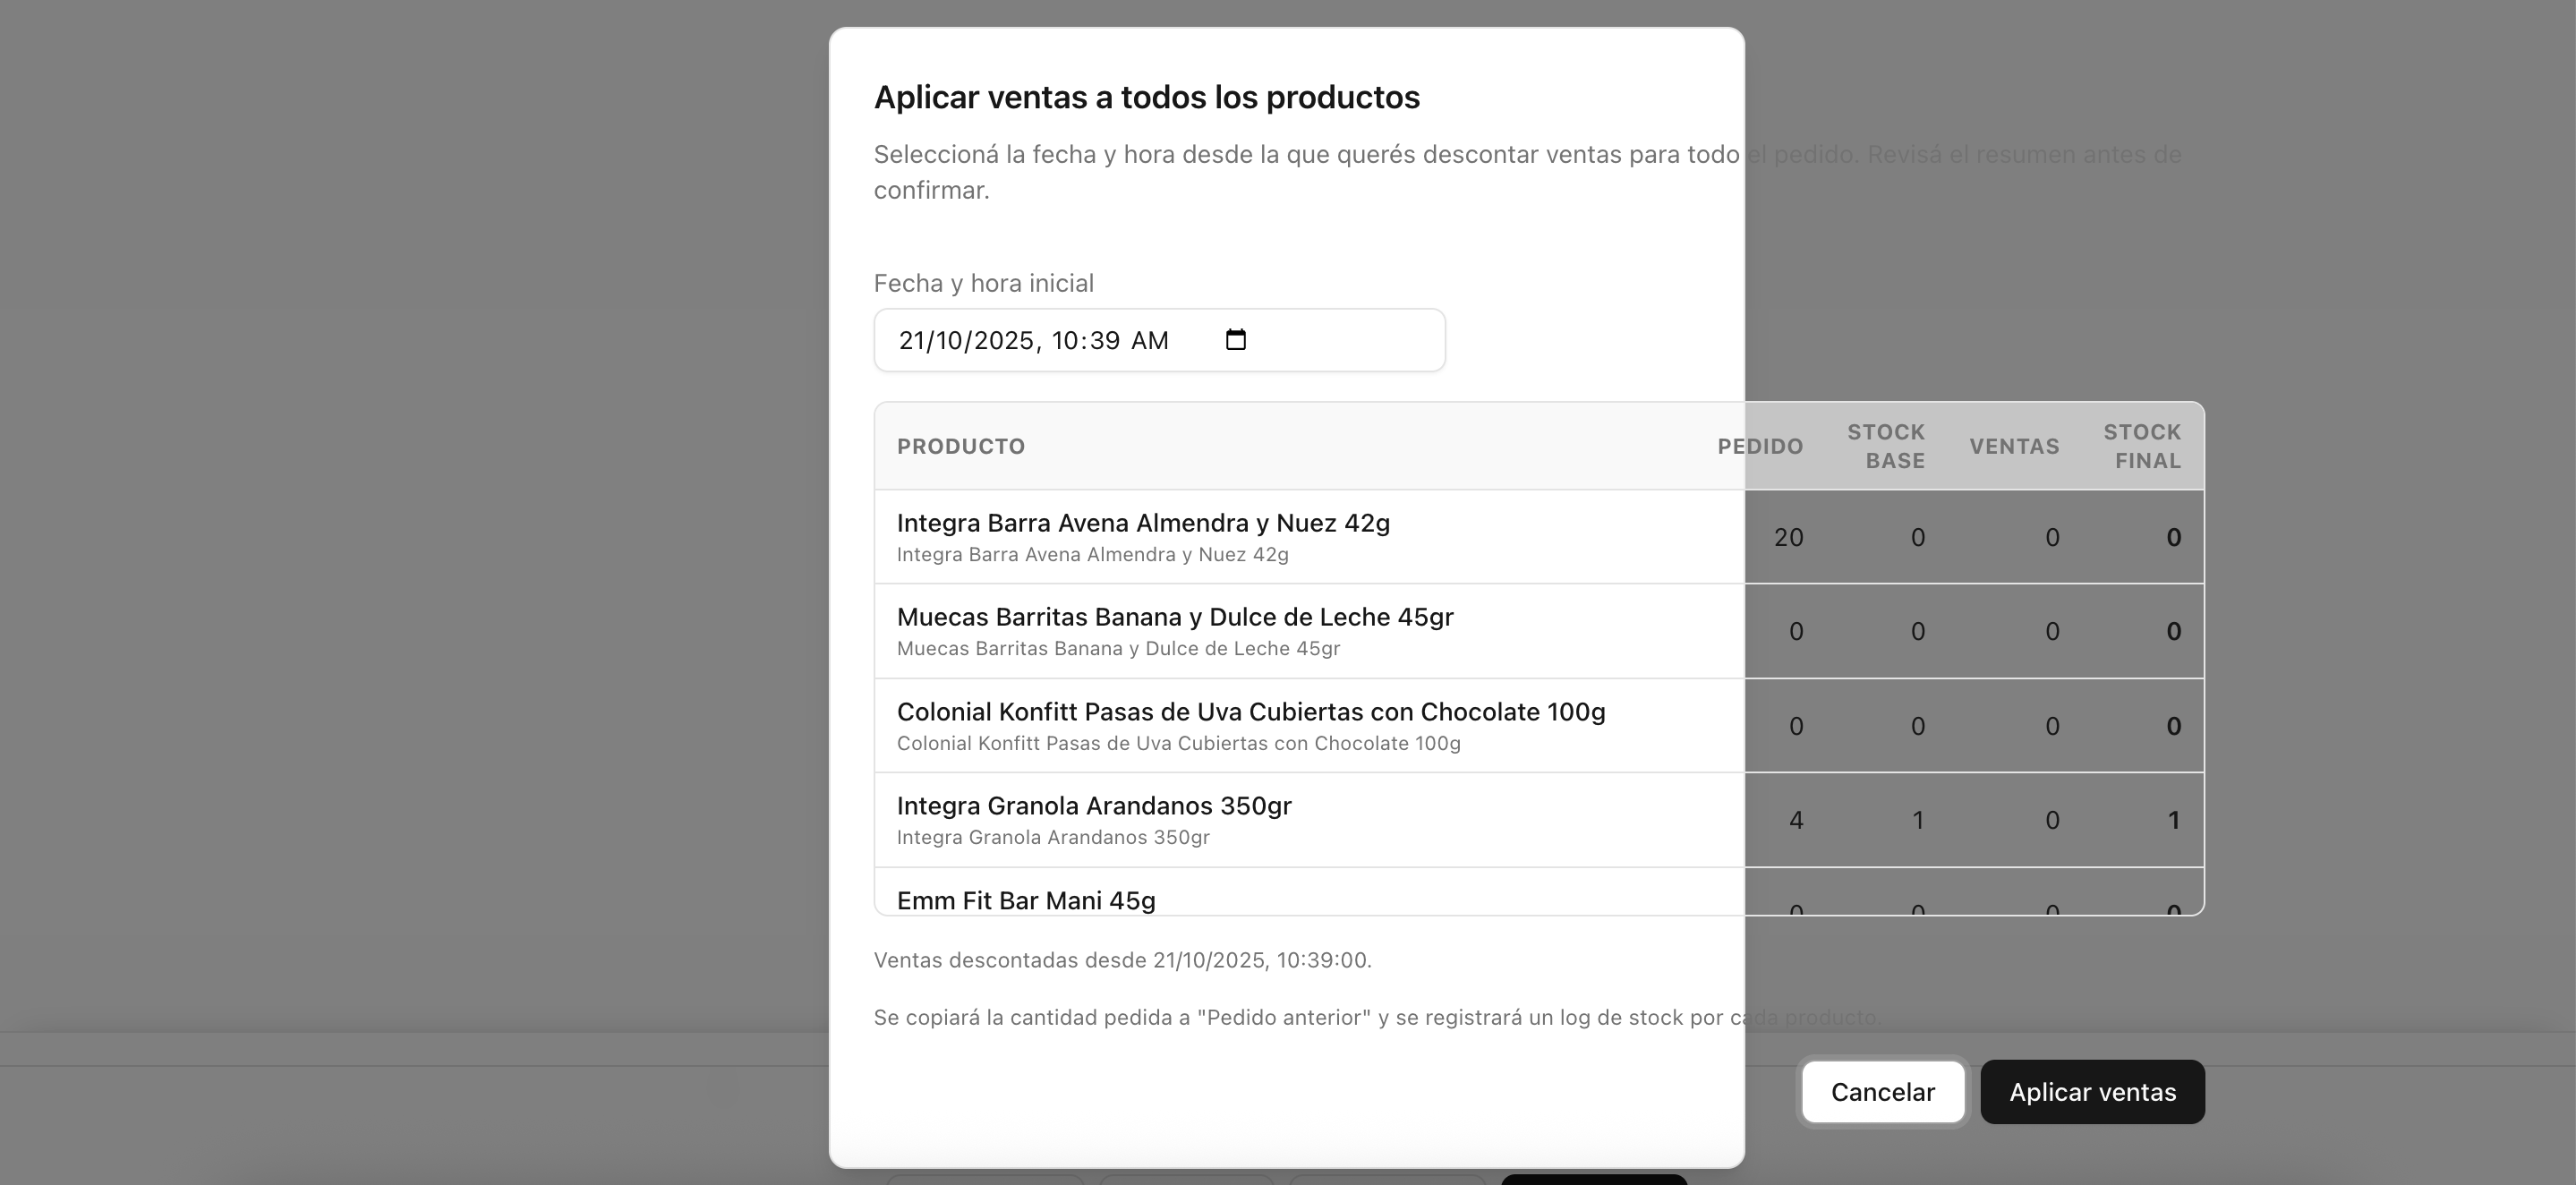 Aplicar ventas a todos los productos
Seleccioná la fecha y hora desde la que querés descontar ventas para todo el pedido. Revisá el resumen antes de
confirmar.
Fecha y hora inicial
21/10/2025, 10:39 AM
PRODUCTO PEDIDO STOCK BASE VENTAS STOCK FINAL
Integra Barra Avena Almendra y Nuez 42g 20 0 0 0
Integra Barra Avena Almendra y Nuez 42g
Muecas Barritas Banana y Dulce de Leche 45gr 0 0 0 0
Muecas Barritas Banana y Dulce de Leche 45gr
Colonial Konfitt Pasas de Uva Cubiertas con Chocolate 100g 0 0 0 0
Colonial Konfitt Pasas de Uva Cubiertas con Chocolate 100g
Integra Granola Arandanos 350gr 4 1 0 1
Integra Granola Arandanos 350gr
Emm Fit Bar Mani 45g 0 0 0 0
Ventas descontadas desde 21/10/2025, 10:39:00.
Se copiará la cantidad pedida a "Pedido anterior" y se registrará un log de stock por cada producto.
Cancelar Aplicar ventas